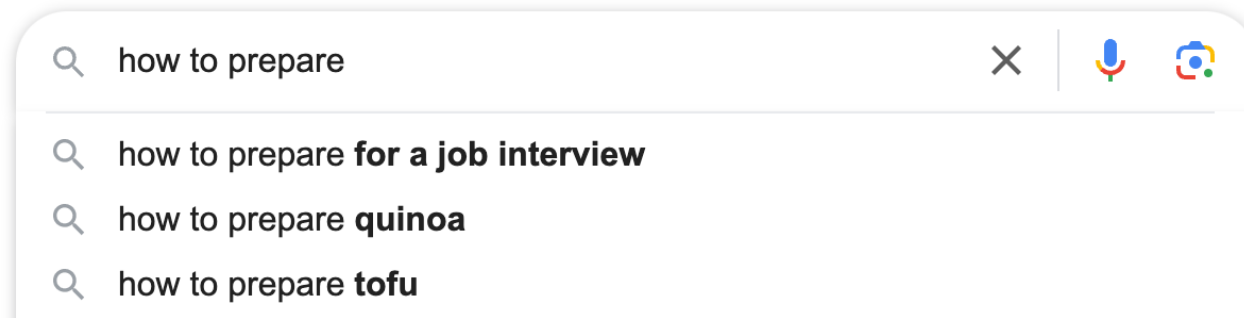 how to prepare
how to prepare for a job interview
how to prepare quinoa
how to prepare tofu